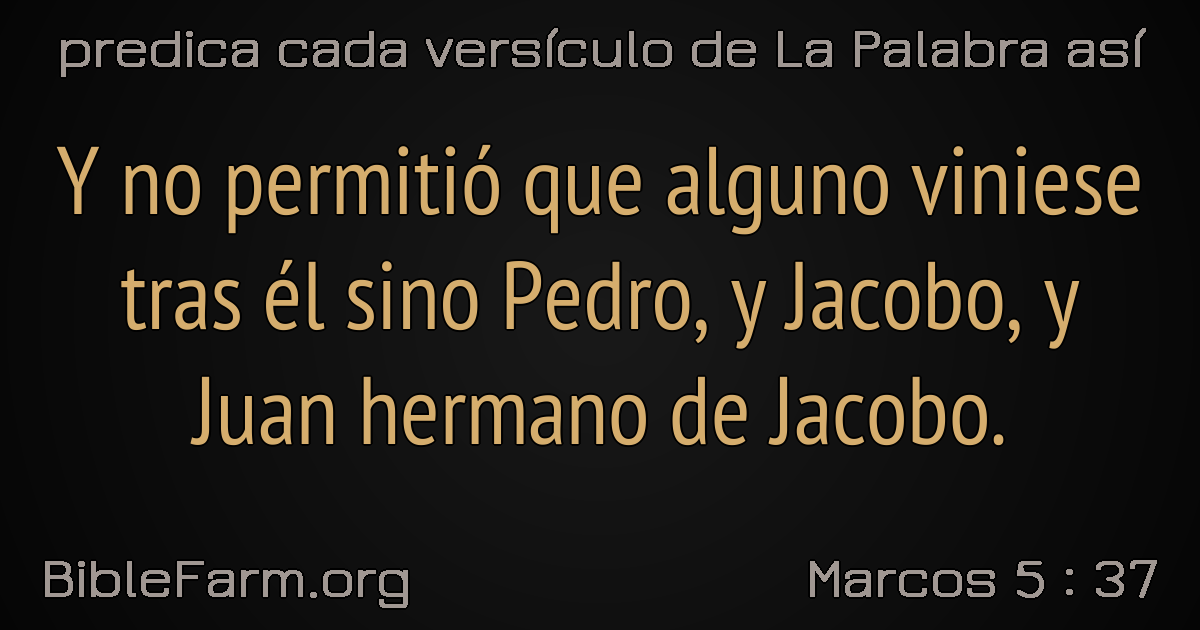 predica cada versículo de La Palabra así
Y no permitió que alguno viniese
tras él sino Pedro, y Jacobo, y
Juan hermano de Jacobo.
BibleFarm.org
Marcos 5 : 37